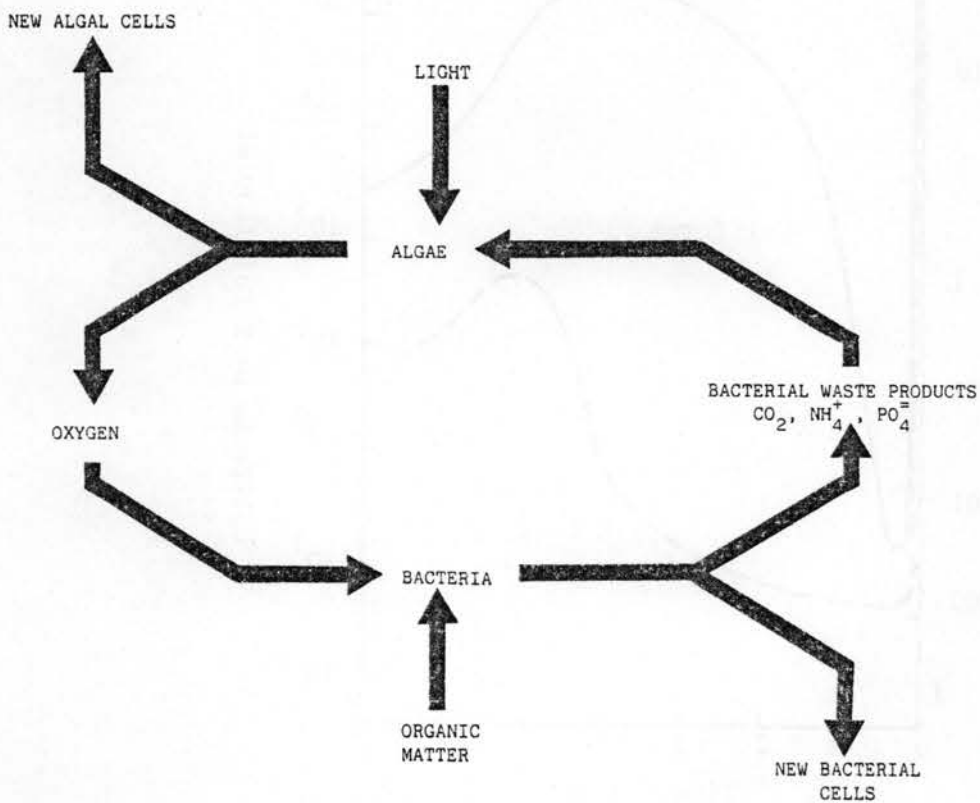 NEW ALGAL CELLS
LIGHT
ALGAE
BACTERIAL WASTE PRODUCTS
CO₂, NH₄⁺, PO₄⁼
OXYGEN
BACTERIA
ORGANIC
MATTER
NEW BACTERIAL
CELLS